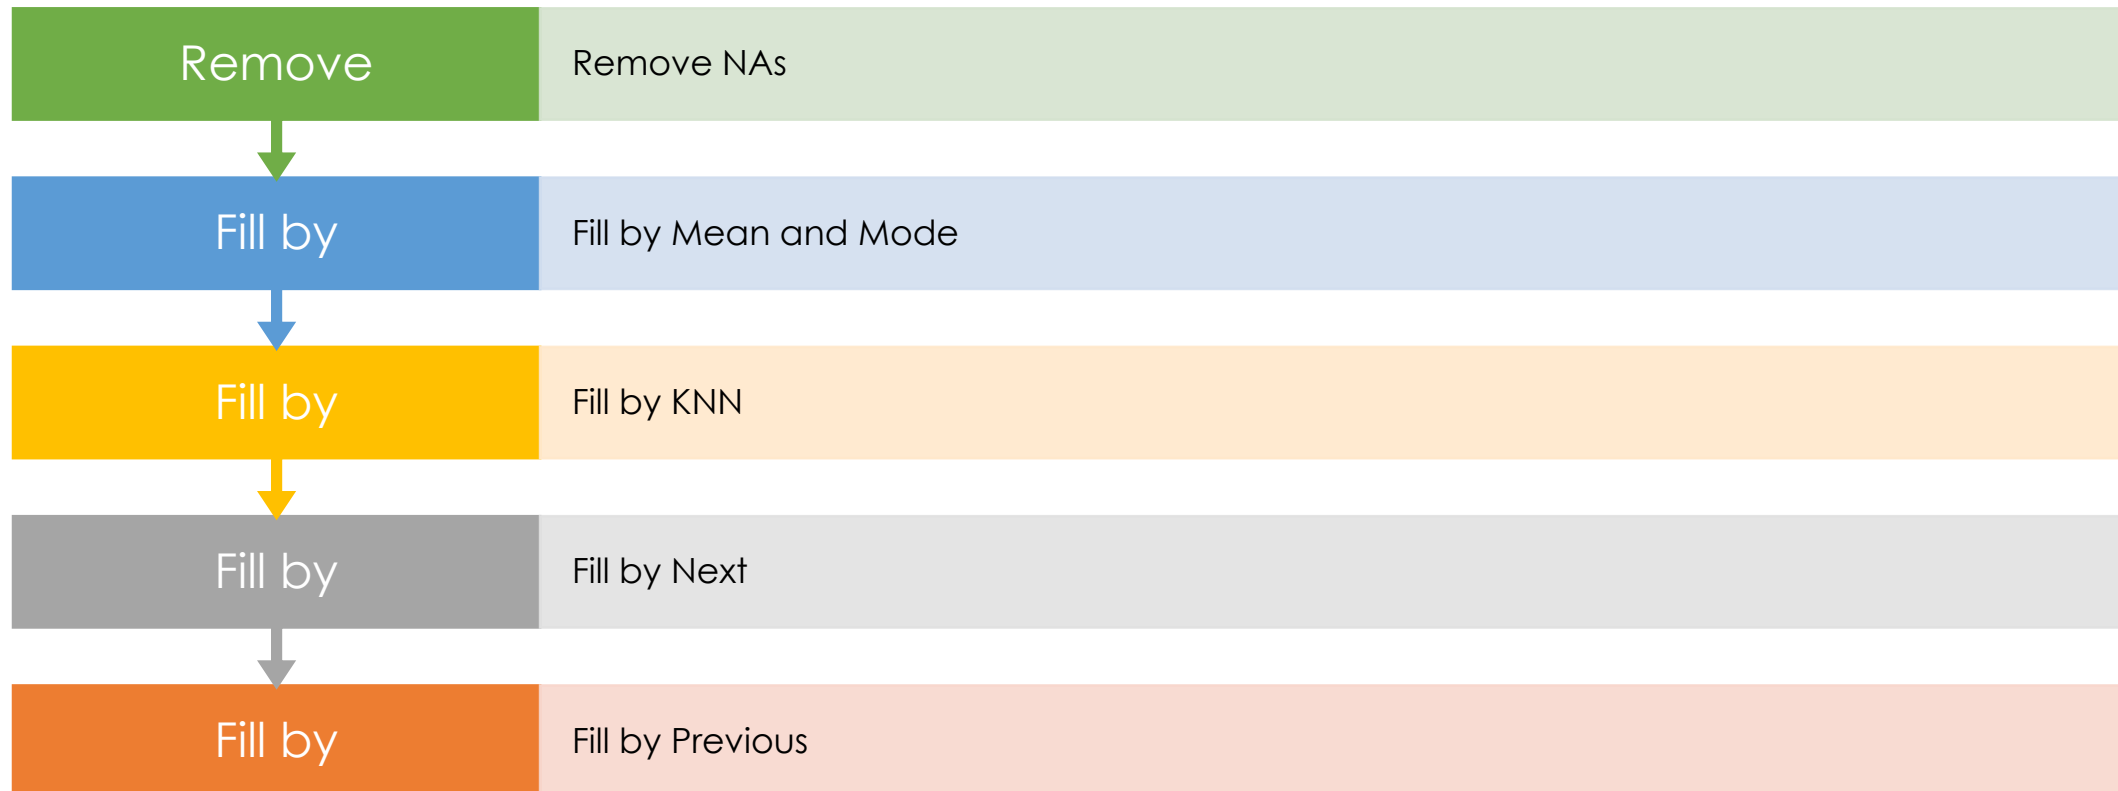 Remove
Remove NAs
Fill by
Fill by Mean and Mode
Fill by
Fill by KNN
Fill by
Fill by Next
Fill by
Fill by Previous